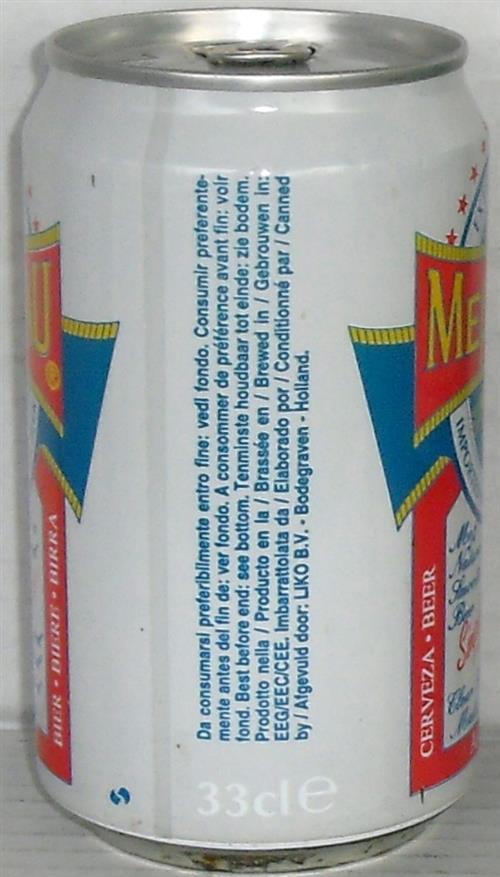 U
®
BIER • BIERE • BIRRA
Da consumarsi preferibilmente entro fine: vedi fondo. Consumir preferente-
mente antes del fin de: ver fondo. A consommer de préférence avant fin: voir
fond. Best before end: see bottom. Tenminste houdbaar tot einde: zie bodem.
Prodotto nella / Producto en la / Brassée en / Brewed in / Gebrouwen in:
EEG/EEC/CEE. Imbarrattolata da / Elaborado por / Conditionné par / Canned
by / Afgevuld door: LIKO B.V. - Bodegraven - Holland.
33cl e
ME
IMPOR
CERVEZA • BEER